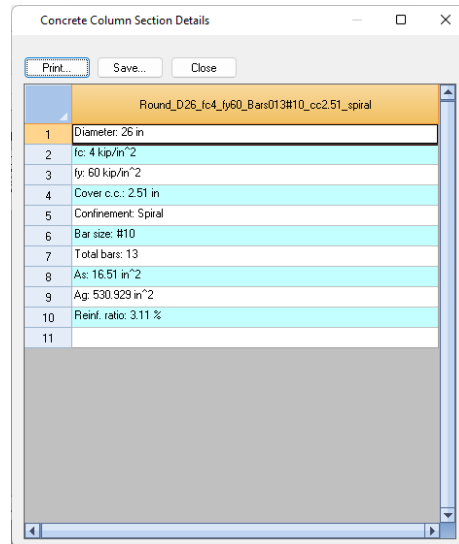 Concrete Column Section Details
Print... Save... Close
Round_D26_fc4_fy60_Bars013#10_cc2.51_spiral
1 Diameter: 26 in
2 fc: 4 kip/in^2
3 fy: 60 kip/in^2
4 Cover c.c.: 2.51 in
5 Confinement: Spiral
6 Bar size: #10
7 Total bars: 13
8 As: 16.51 in^2
9 Ag: 530.929 in^2
10 Reinf. ratio: 3.11 %
11